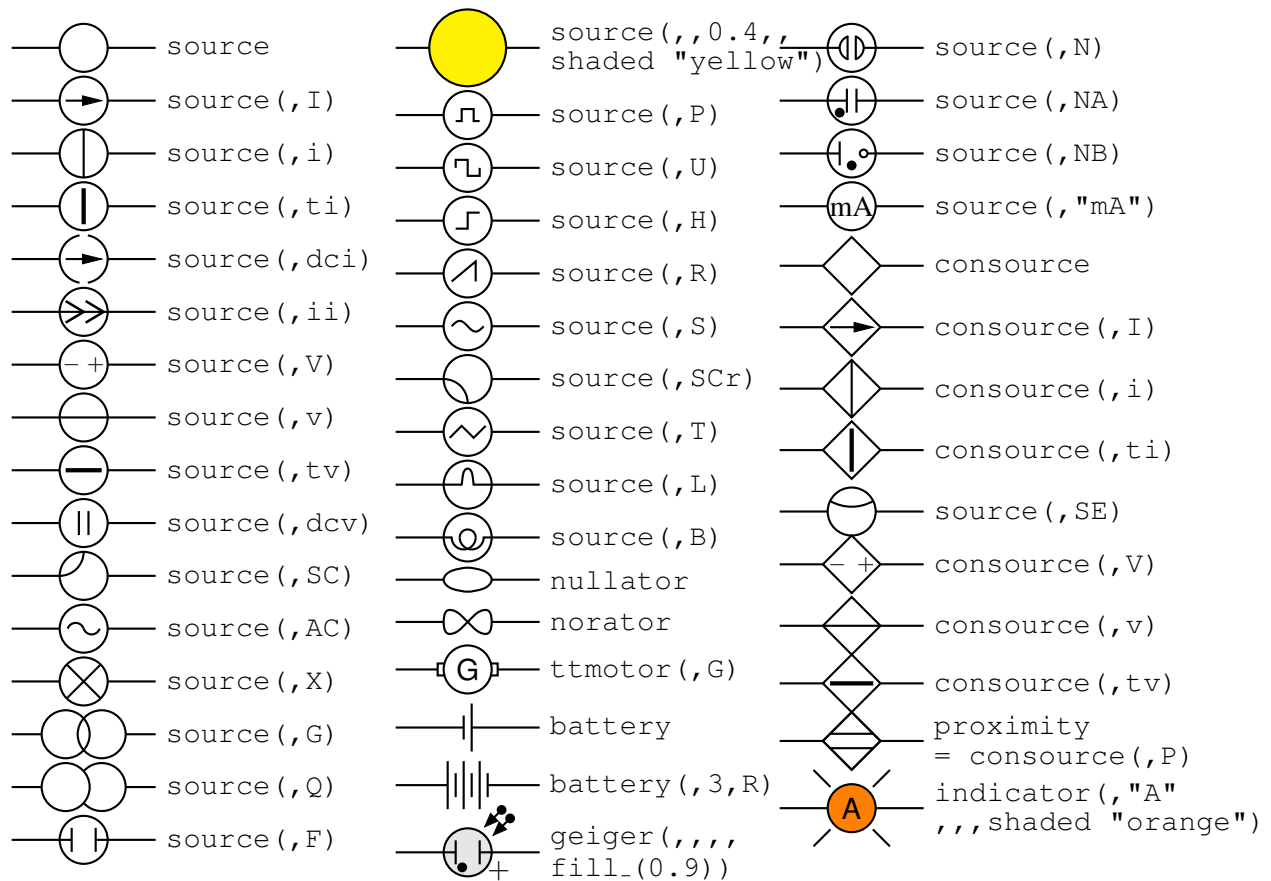 source
source(,I)
source(,i)
source(,ti)
source(,dci)
source(,ii)
− + source(,V)
source(,v)
source(,tv)
source(,dcv)
source(,SC)
source(,AC)
source(,X)
source(,G)
source(,Q)
source(,F)
source(,,0.4,,
shaded "yellow")
source(,P)
source(,U)
source(,H)
source(,R)
source(,S)
source(,SCr)
source(,T)
source(,L)
source(,B)
nullator
norator
G ttmotor(,G)
battery
battery(,3,R)
geiger(,,,,
+ fill_(0.9))
source(,N)
source(,NA)
source(,NB)
mA source(,"mA")
consource
consource(,I)
consource(,i)
consource(,ti)
source(,SE)
− + consource(,V)
consource(,v)
consource(,tv)
proximity
= consource(,P)
indicator(,"A"
A ,,,shaded "orange")